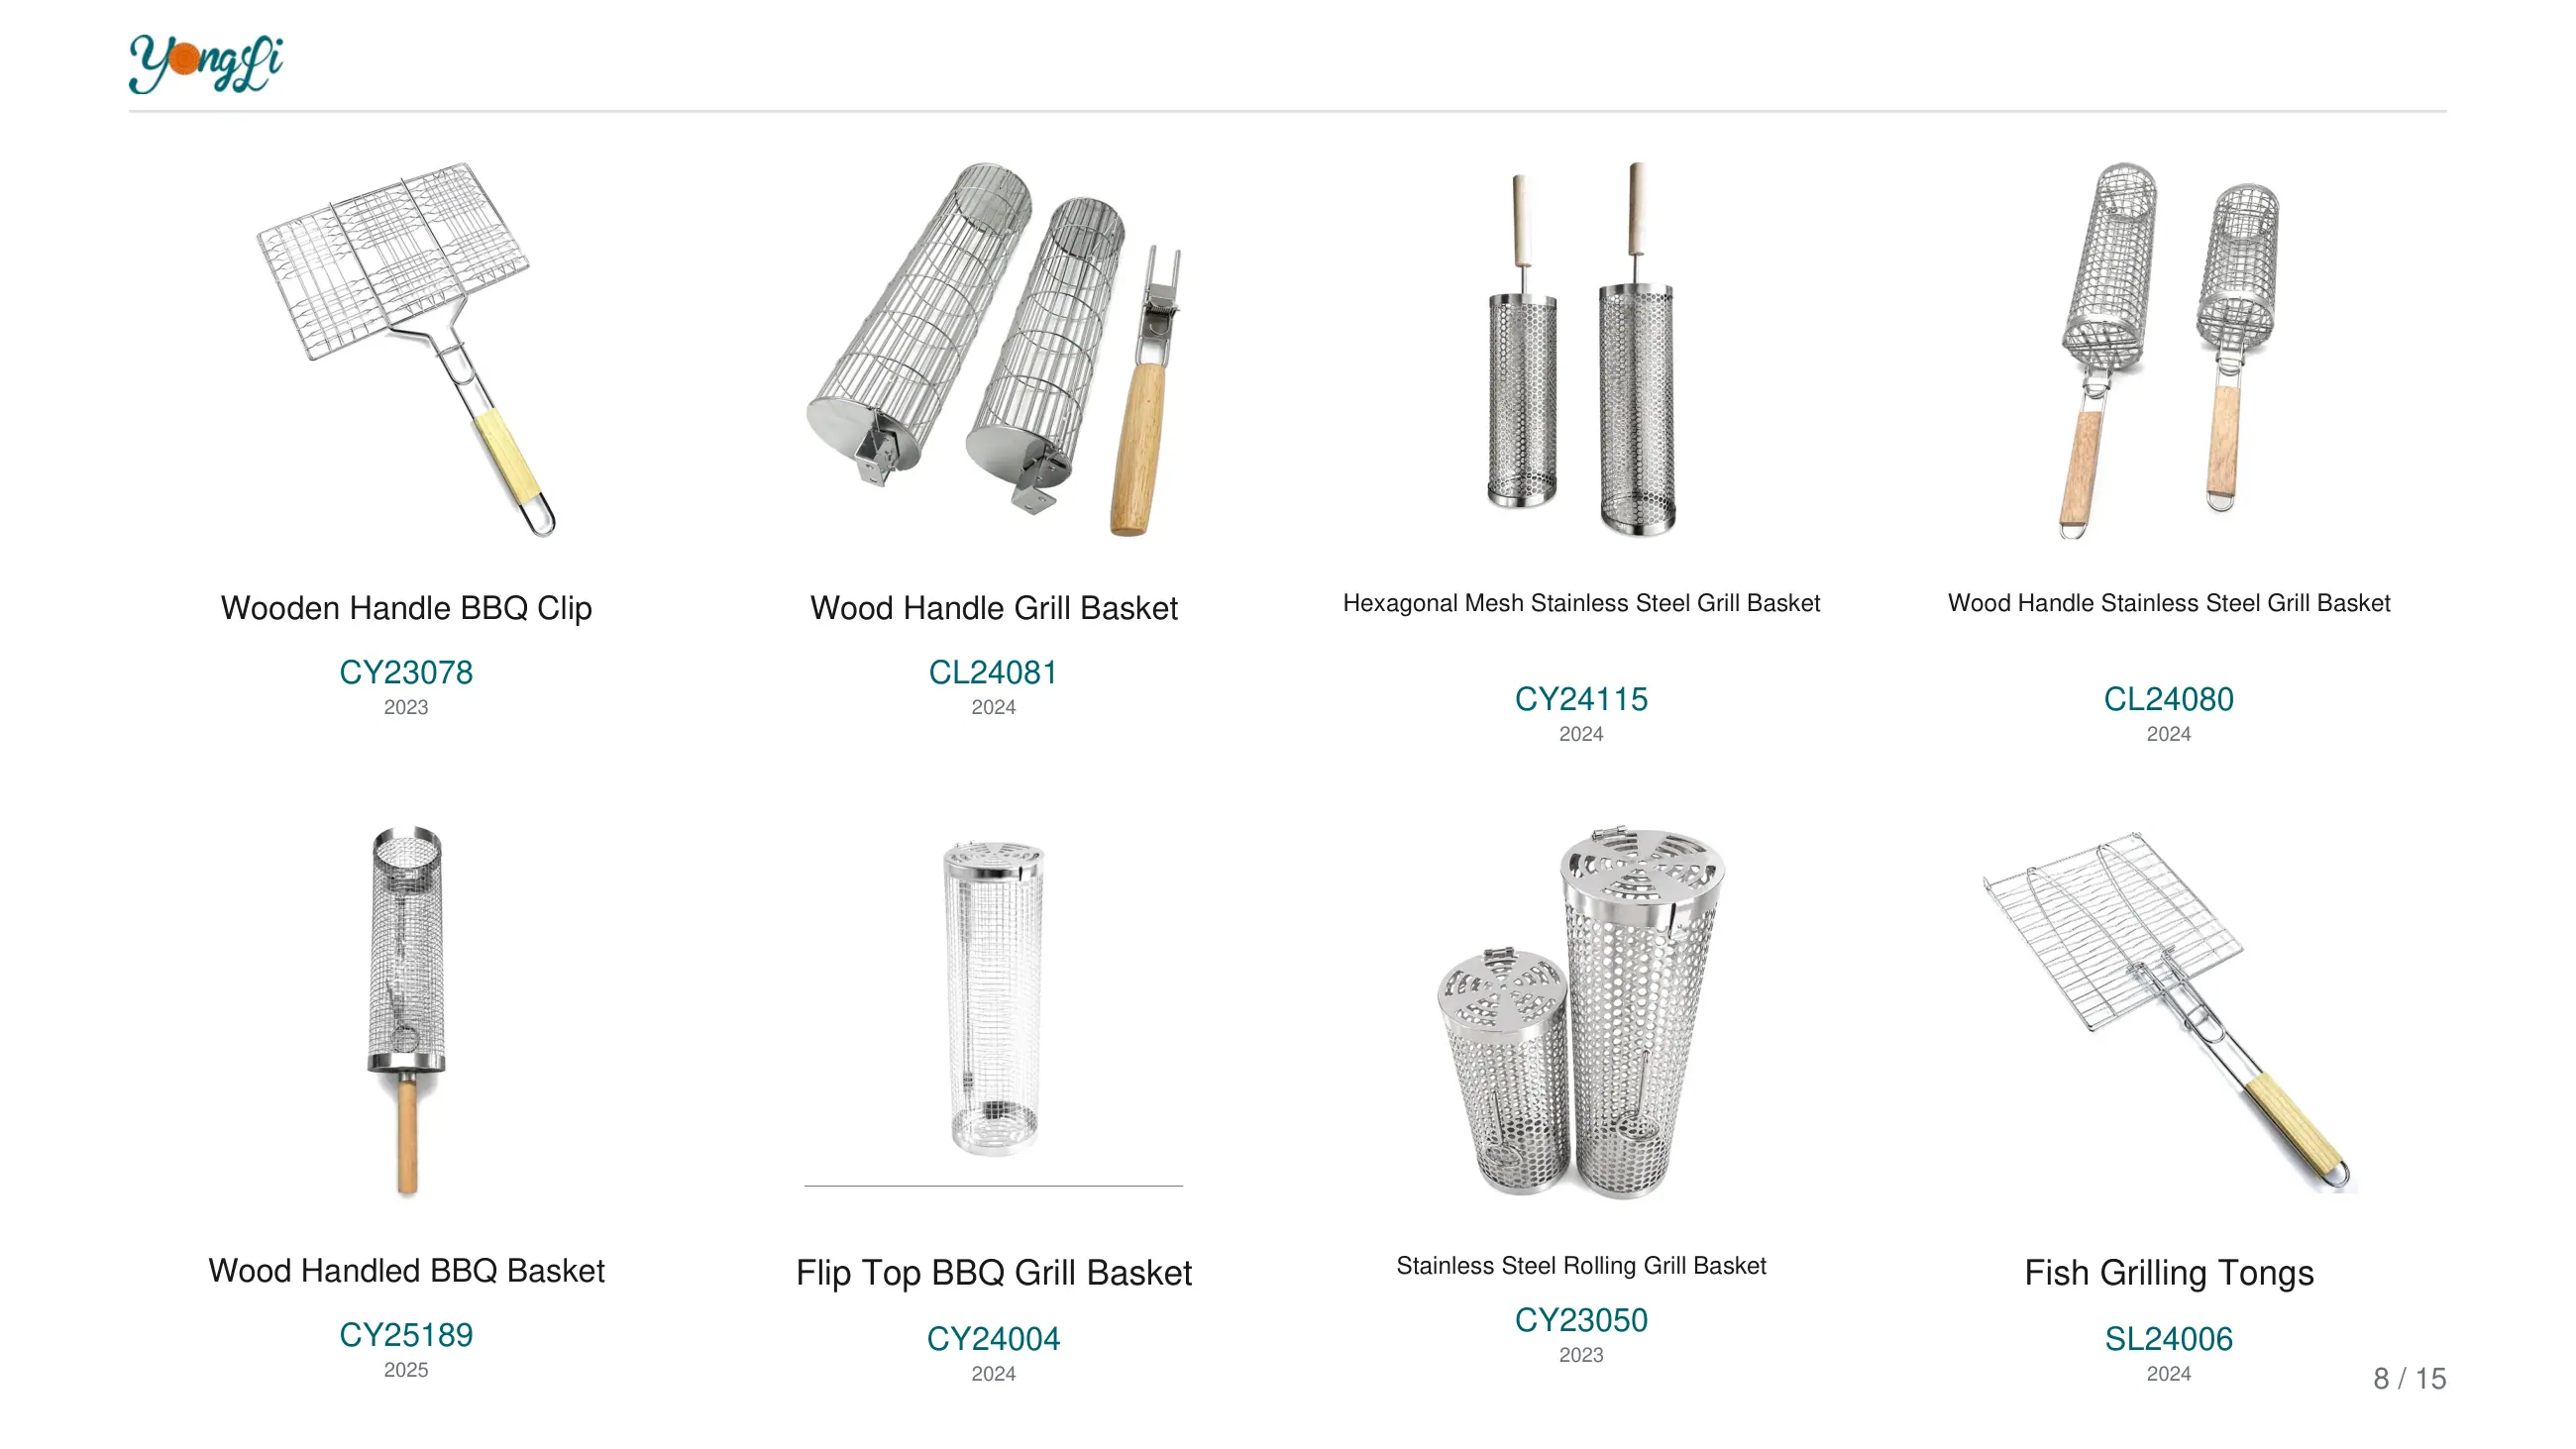 YongLi
Wooden Handle BBQ Clip
CY23078
2023
Wood Handle Grill Basket
CL24081
2024
Hexagonal Mesh Stainless Steel Grill Basket
CY24115
2024
Wood Handle Stainless Steel Grill Basket
CL24080
2024
Wood Handled BBQ Basket
CY25189
2025
Flip Top BBQ Grill Basket
CY24004
2024
Stainless Steel Rolling Grill Basket
CY23050
2023
Fish Grilling Tongs
SL24006
2024
8 / 15